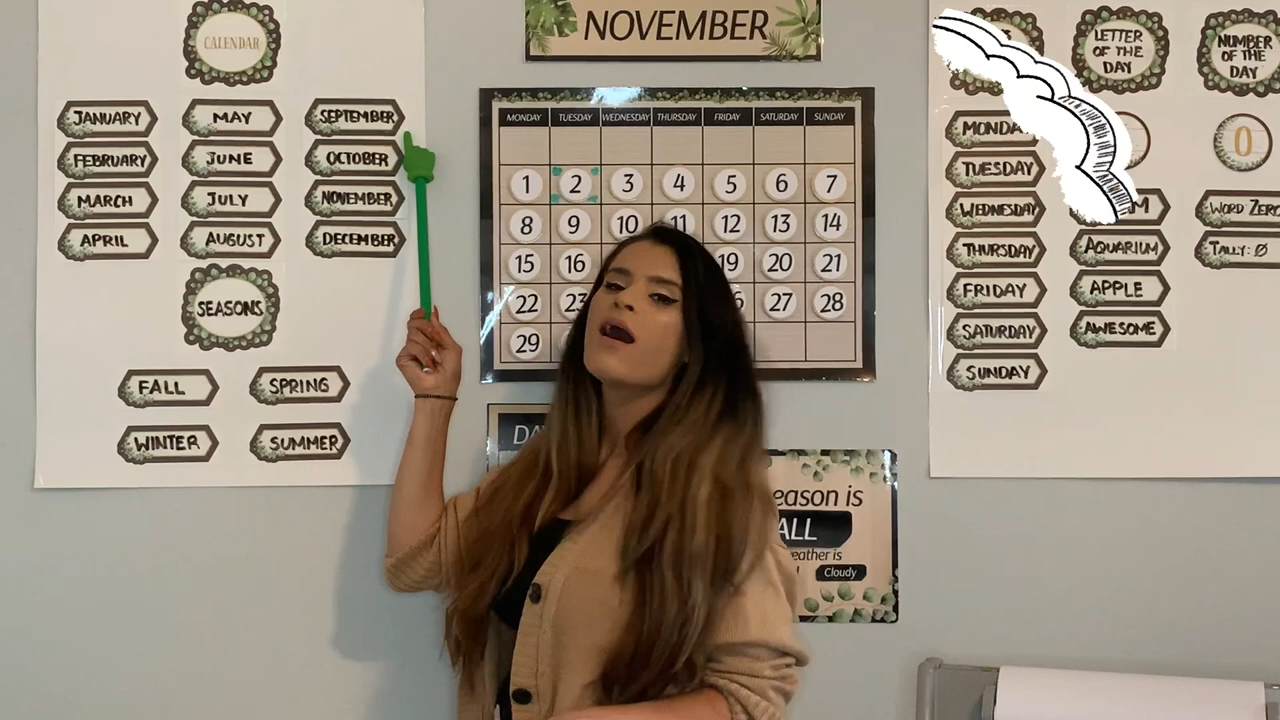 CALENDAR
JANUARY
FEBRUARY
MARCH
APRIL
MAY
JUNE
JULY
AUGUST
SEPTEMBER
OCTOBER
NOVEMBER
DECEMBER
SEASONS
FALL
SPRING
WINTER
SUMMER
NOVEMBER
MONDAY TUESDAY WEDNESDAY THURSDAY FRIDAY SATURDAY SUNDAY
1 2 3 4 5 6 7
8 9 10 11 12 13 14
15 16 19 20 21
22 23 27 28
29
eason is
ALL
eather is
Cloudy
MONDAY
TUESDAY
WEDNESDAY
THURSDAY
FRIDAY
SATURDAY
SUNDAY
LETTER
OF THE
DAY
AQUARIUM
APPLE
AWESOME
NUMBER
OF THE
DAY
0
WORD ZERO
TALLY: Ø